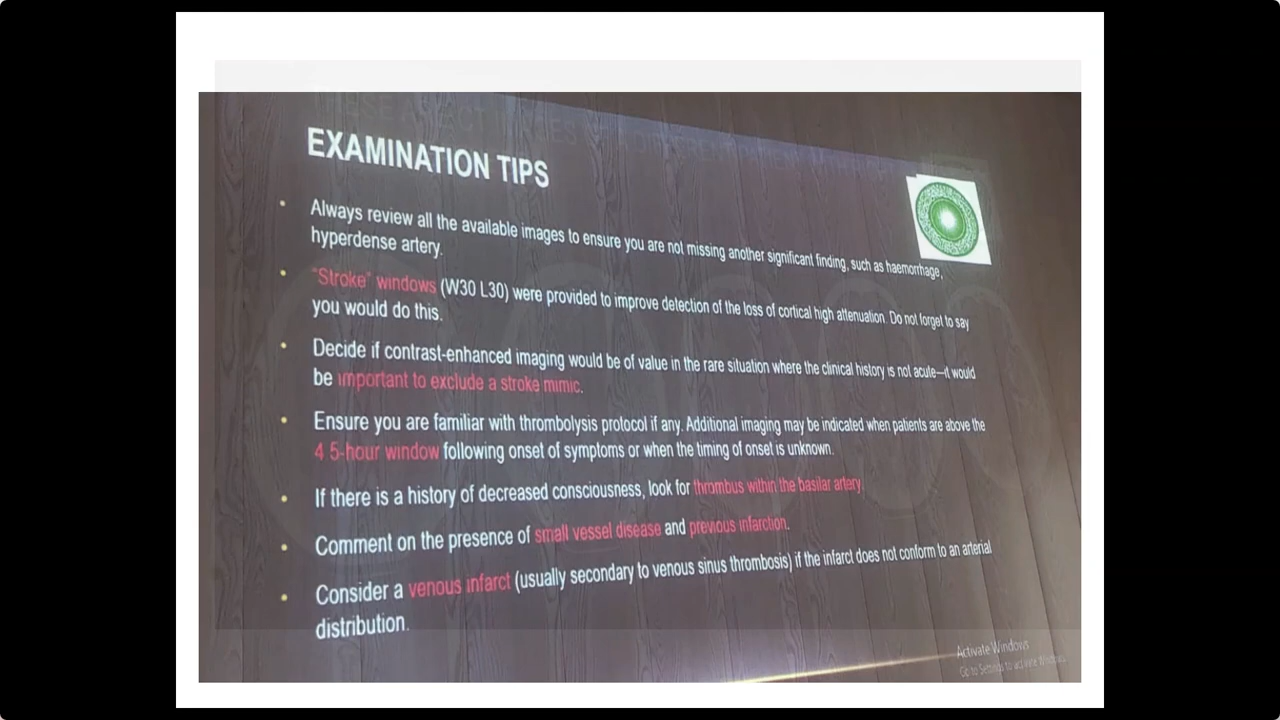 EXAMINATION TIPS
• Always review all the available images to ensure you are not missing another significant finding, such as haemorrhage,
hyperdense artery.
• "Stroke" windows (W30 L30) were provided to improve detection of the loss of cortical high attenuation. Do not forget to say
you would do this.
• Decide if contrast-enhanced imaging would be of value in the rare situation where the clinical history is not acute—it would
be important to exclude a stroke mimic.
• Ensure you are familiar with thrombolysis protocol if any. Additional imaging may be indicated when patients are above the
4 5-hour window following onset of symptoms or when the timing of onset is unknown.
• If there is a history of decreased consciousness, look for thrombus within the basilar artery.
• Comment on the presence of small vessel disease and previous infarction.
• Consider a venous infarct (usually secondary to venous sinus thrombosis) if the infarct does not conform to an arterial
distribution.
Activate Windows
Go to Settings to activate Windows.